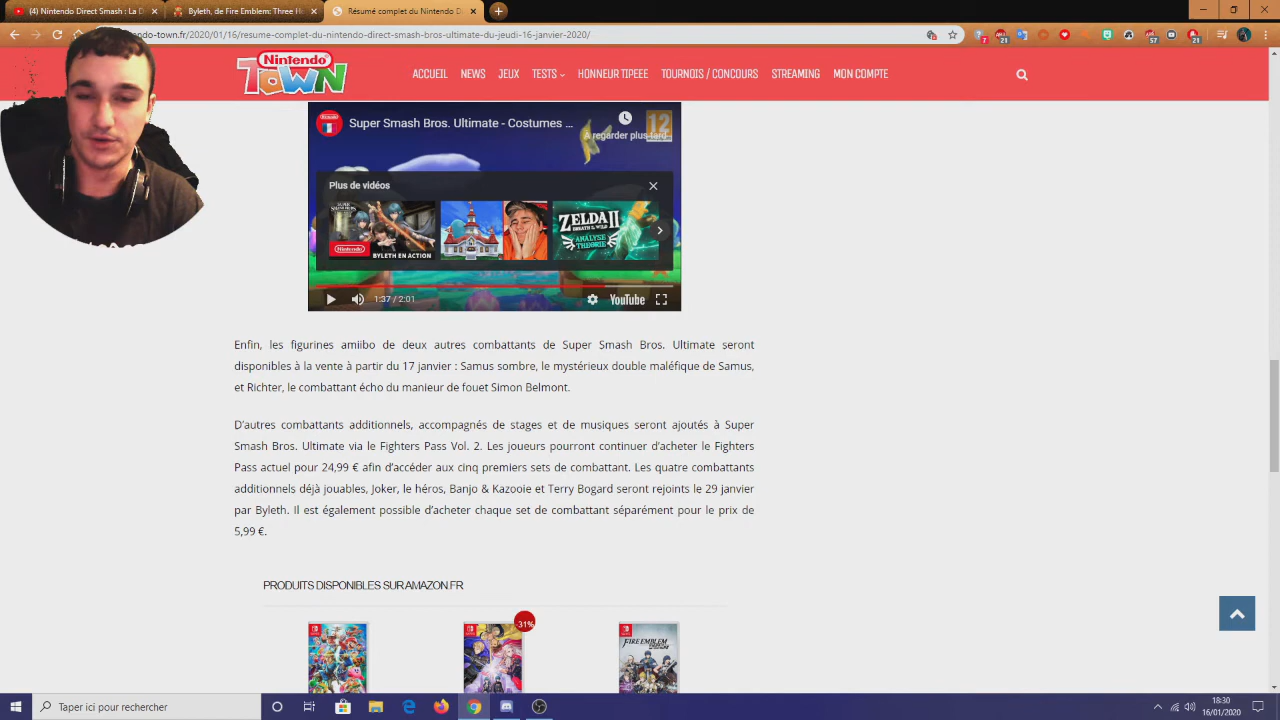 (4) Nintendo Direct Smash : La D
Byleth, de Fire Emblem: Three H
Résumé complet du Nintendo D
ndo-town.fr/2020/01/16/resume-complet-du-nintendo-direct-smash-bros-ultimate-du-jeudi-16-janvier-2020/
7
21
57
21
Nintendo
TOWN
ACCUEIL
NEWS
JEUX
TESTS
HONNEUR TIPEEE
TOURNOIS / CONCOURS
STREAMING
MON COMPTE
Super Smash Bros. Ultimate - Costumes ...
12
À regarder plus tard
Plus de vidéos
Nintendo
BYLETH EN ACTION
ZELDA II
ANALYSE
THÉORIE
1:37 / 2:01
YouTube
Enfin, les figurines amiibo de deux autres combattants de Super Smash Bros. Ultimate seront
disponibles à la vente à partir du 17 janvier : Samus sombre, le mystérieux double maléfique de Samus,
et Richter, le combattant écho du manieur de fouet Simon Belmont.
D'autres combattants additionnels, accompagnés de stages et de musiques seront ajoutés à Super
Smash Bros. Ultimate via le Fighters Pass Vol. 2. Les joueurs pourront continuer d'acheter le Fighters
Pass actuel pour 24,99 € afin d'accéder aux cinq premiers sets de combattant. Les quatre combattants
additionnels déjà jouables, Joker, le héros, Banjo & Kazooie et Terry Bogard seront rejoints le 29 janvier
par Byleth. Il est également possible d'acheter chaque set de combattant séparément pour le prix de
5,99 €.
PRODUITS DISPONIBLES SUR AMAZON.FR
31%
FIRE EMBLEM
Taper ici pour rechercher
18:30
16/01/2020